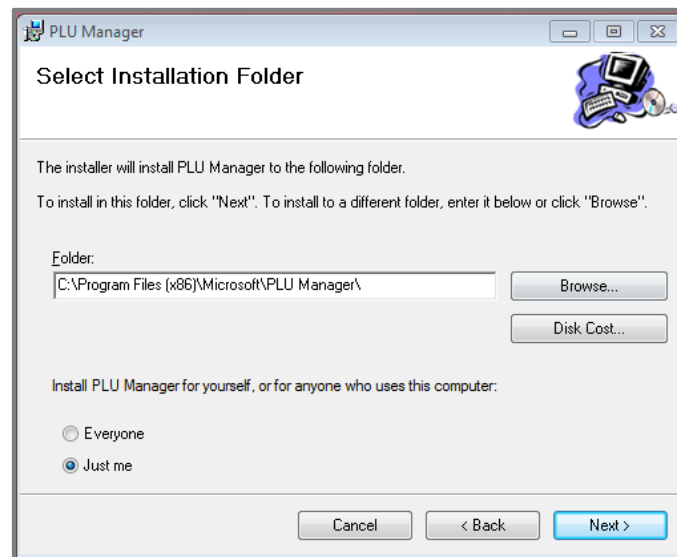 PLU Manager
Select Installation Folder
The installer will install PLU Manager to the following folder.
To install in this folder, click "Next". To install to a different folder, enter it below or click "Browse".
Folder:
C:\Program Files (x86)\Microsoft\PLU Manager\
Browse...
Disk Cost...
Install PLU Manager for yourself, or for anyone who uses this computer:
Everyone
Just me
Cancel
< Back
Next >